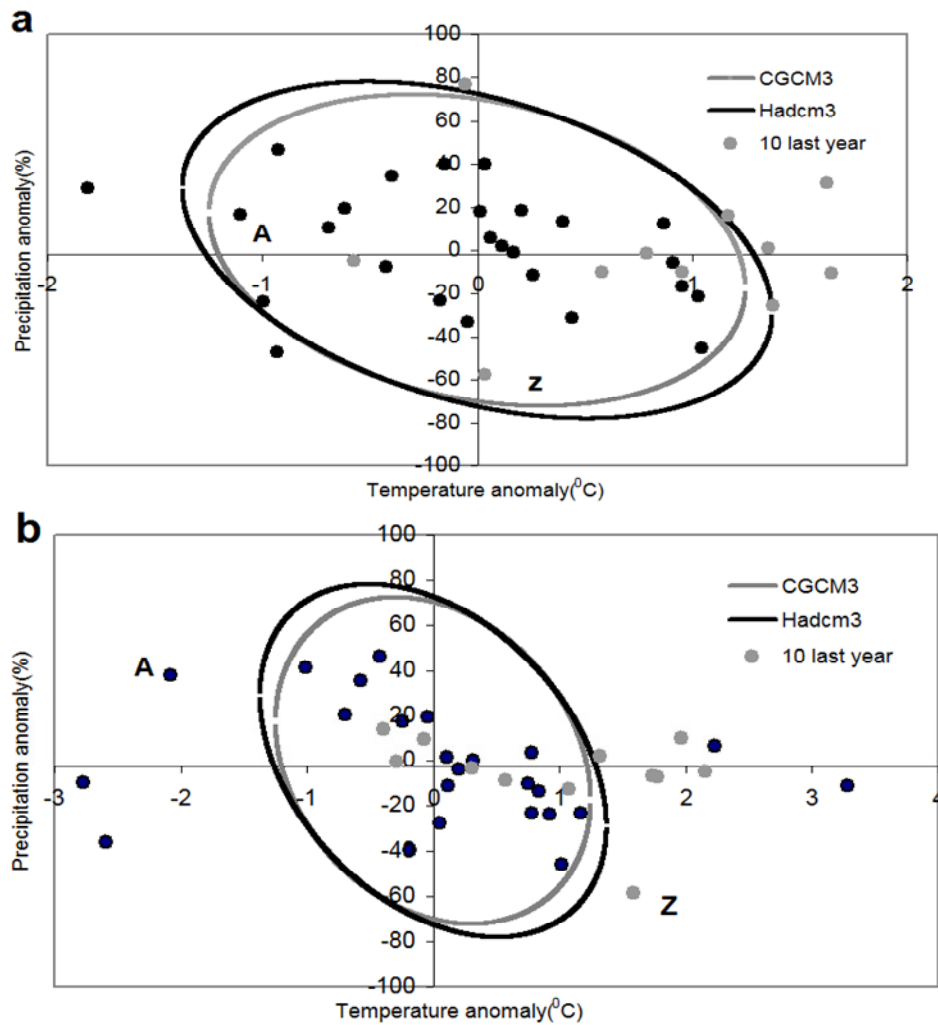 a
100
80
60
40
20
0
-20
-40
-60
-80
-100
-2
-1
0
1
2
Precipitation anomaly(%)
Temperature anomaly(⁰C)
CGCM3
Hadcm3
10 last year
A
z
b
100
80
60
40
20
0
-20
-40
-60
-80
-100
-3
-2
-1
0
1
2
3
4
Precipitation anomaly(%)
Temperature anomaly(⁰C)
CGCM3
Hadcm3
10 last year
A
Z